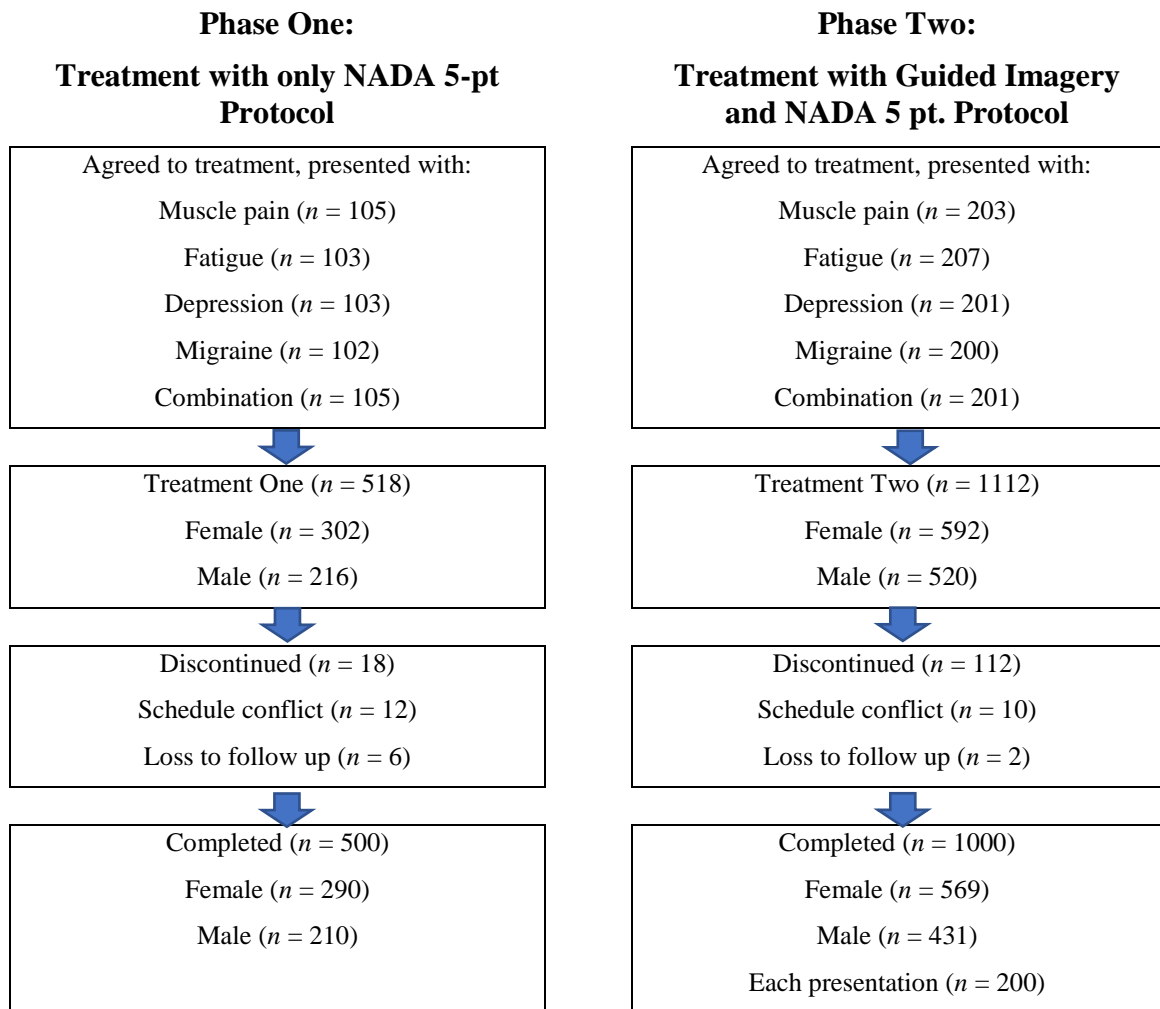 Phase One:
Treatment with only NADA 5-pt
Protocol
Agreed to treatment, presented with:
Muscle pain (n = 105)
Fatigue (n = 103)
Depression (n = 103)
Migraine (n = 102)
Combination (n = 105)
Treatment One (n = 518)
Female (n = 302)
Male (n = 216)
Discontinued (n = 18)
Schedule conflict (n = 12)
Loss to follow up (n = 6)
Completed (n = 500)
Female (n = 290)
Male (n = 210)
Phase Two:
Treatment with Guided Imagery
and NADA 5 pt. Protocol
Agreed to treatment, presented with:
Muscle pain (n = 203)
Fatigue (n = 207)
Depression (n = 201)
Migraine (n = 200)
Combination (n = 201)
Treatment Two (n = 1112)
Female (n = 592)
Male (n = 520)
Discontinued (n = 112)
Schedule conflict (n = 10)
Loss to follow up (n = 2)
Completed (n = 1000)
Female (n = 569)
Male (n = 431)
Each presentation (n = 200)